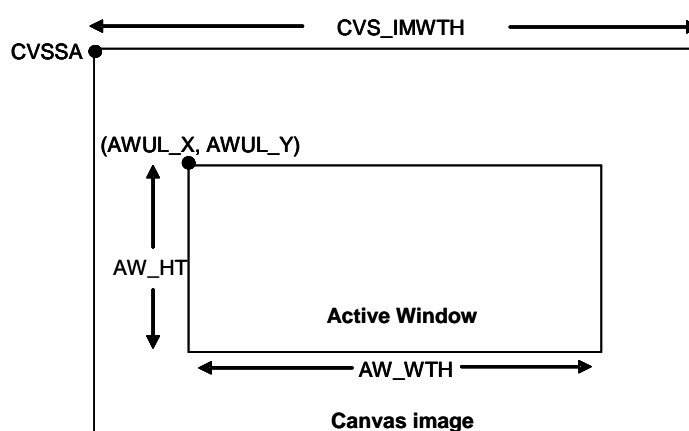 CVS_IMWTH
CVSSA
(AWUL_X, AWUL_Y)
AW_HT
Active Window
AW_WTH
Canvas image